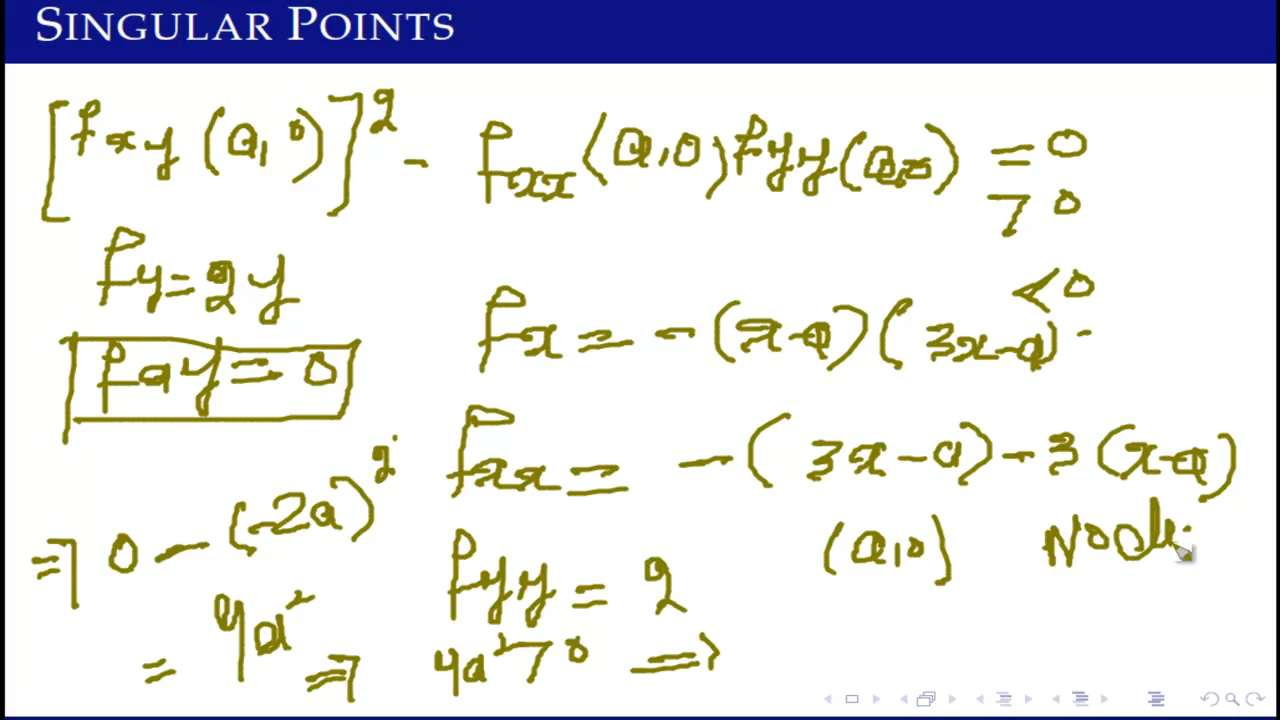 SINGULAR POINTS
[fxy (a, 0)]² - fxx (a, 0) fyy (a, 0) = 0
> 0
< 0
fy = 2y
fx = - (x-a) (3x-a)
fxy = 0
fxx = - (3x-a) - 3 (x-a)
⇒ 0 - (-2a)2
fyy = 2
(a, 0) Node
= 4a²
⇒ 4a² > 0 ⇒